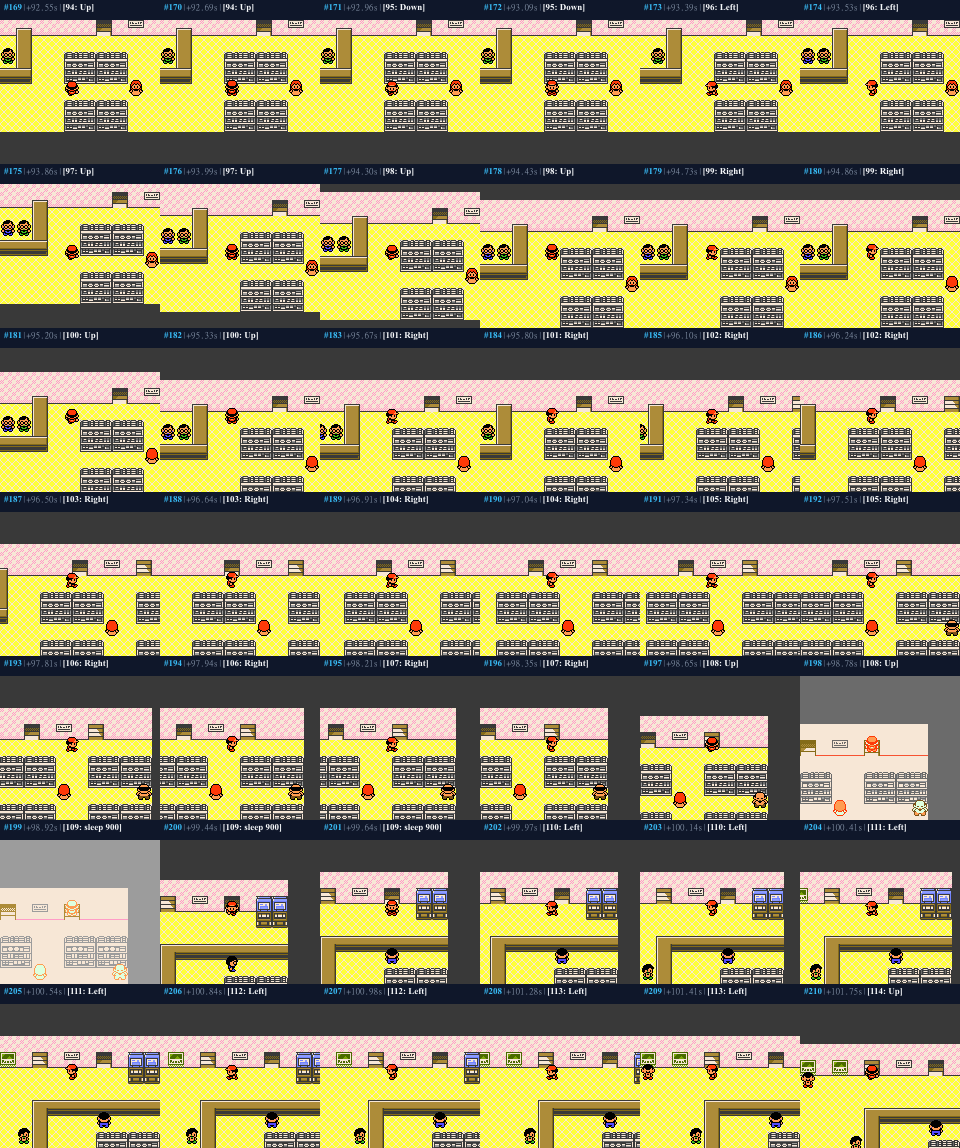 #169|+92.55s|[94: Up] #170|+92.69s|[94: Up] #171|+92.96s|[95: Down] #172|+93.09s|[95: Down] #173|+93.39s|[96: Left] #174|+93.53s|[96: Left]
#175|+93.86s|[97: Up] #176|+93.99s|[97: Up] #177|+94.30s|[98: Up] #178|+94.43s|[98: Up] #179|+94.73s|[99: Right] #180|+94.86s|[99: Right]
#181|+95.20s|[100: Up] #182|+95.33s|[100: Up] #183|+95.67s|[101: Right] #184|+95.80s|[101: Right] #185|+96.10s|[102: Right] #186|+96.24s|[102: Right]
#187|+96.50s|[103: Right] #188|+96.64s|[103: Right] #189|+96.91s|[104: Right] #190|+97.04s|[104: Right] #191|+97.34s|[105: Right] #192|+97.51s|[105: Right]
#193|+97.81s|[106: Right] #194|+97.94s|[106: Right] #195|+98.21s|[107: Right] #196|+98.35s|[107: Right] #197|+98.65s|[108: Up] #198|+98.78s|[108: Up]
#199|+98.92s|[109: sleep 900] #200|+99.44s|[109: sleep 900] #201|+99.64s|[109: sleep 900] #202|+99.97s|[110: Left] #203|+100.14s|[110: Left] #204|+100.41s|[111: Left]
#205|+100.54s|[111: Left] #206|+100.84s|[112: Left] #207|+100.98s|[112: Left] #208|+101.28s|[113: Left] #209|+101.41s|[113: Left] #210|+101.75s|[114: Up]